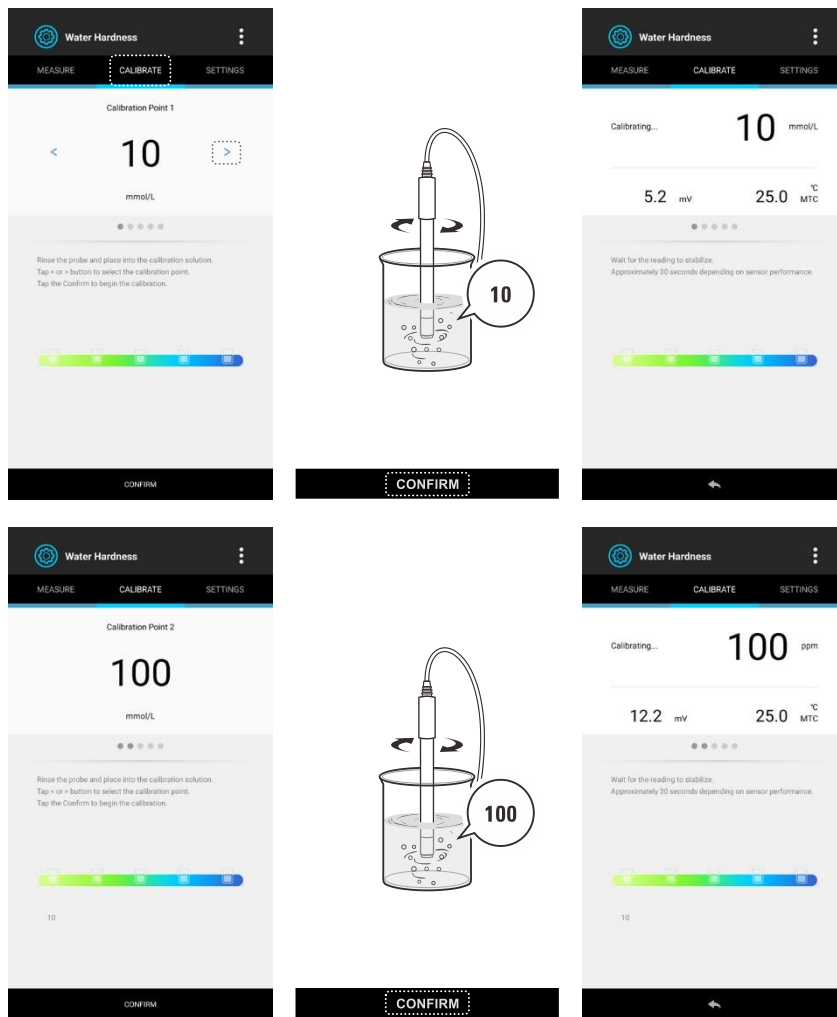 Water Hardness
MEASURE CALIBRATE SETTINGS
Calibration Point 1
< 10 >
mmol/L
Rinse the probe and place into the calibration solution.
Tap < or > button to select the calibration point.
Tap the Confirm to begin the calibration.
CONFIRM
10
CONFIRM
Water Hardness
MEASURE CALIBRATE SETTINGS
Calibrating... 10 mmol/L
5.2 mV 25.0 °C MTC
Wait for the reading to stabilize.
Approximately 30 seconds depending on sensor performance.
Water Hardness
MEASURE CALIBRATE SETTINGS
Calibration Point 2
100
mmol/L
Rinse the probe and place into the calibration solution.
Tap < or > button to select the calibration point.
Tap the Confirm to begin the calibration.
10
CONFIRM
100
CONFIRM
Water Hardness
MEASURE CALIBRATE SETTINGS
Calibrating... 100 ppm
12.2 mV 25.0 °C MTC
Wait for the reading to stabilize.
Approximately 30 seconds depending on sensor performance.
10